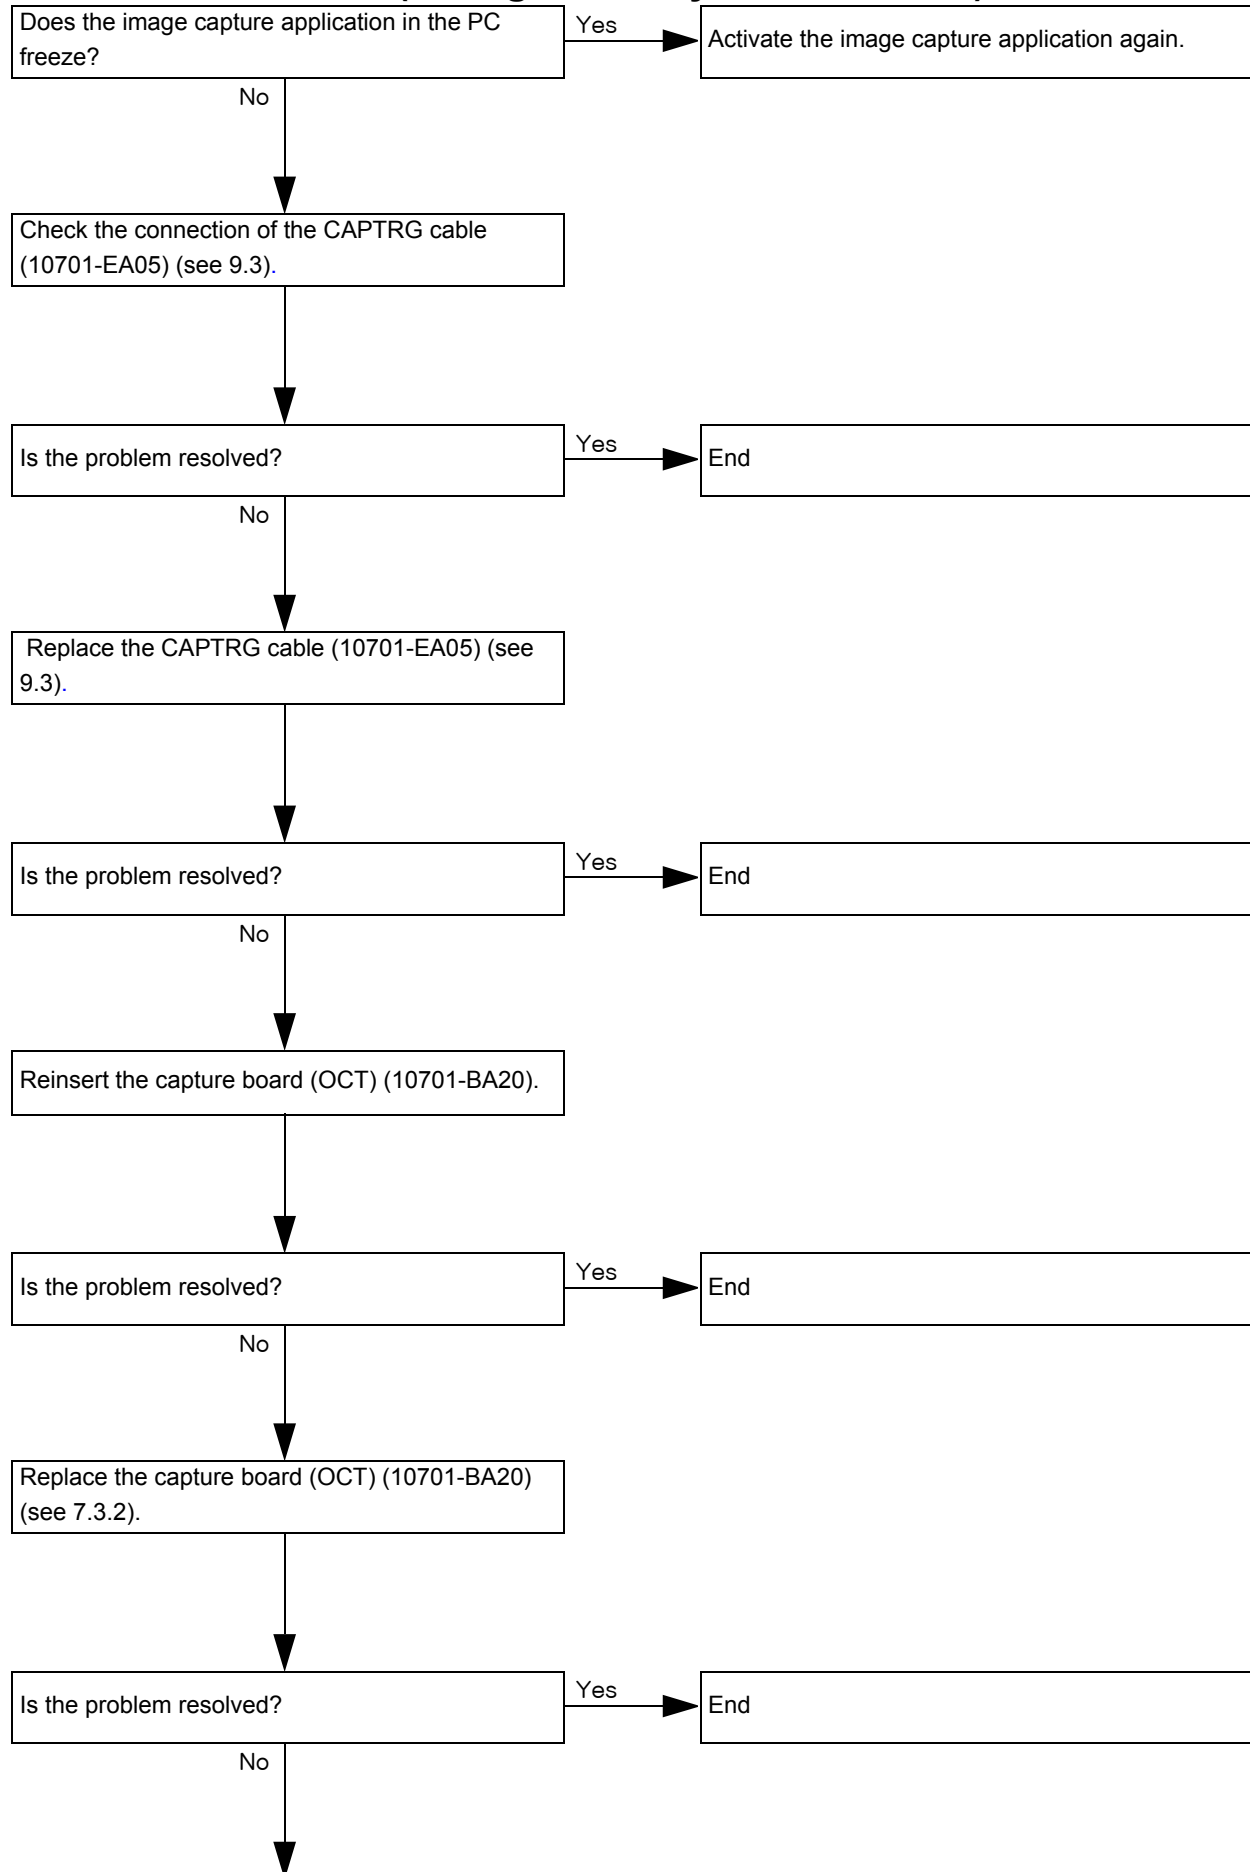 Does the image capture application in the PC
freeze?
Yes
Activate the image capture application again.
No
Check the connection of the CAPTRG cable
(10701-EA05) (see 9.3).
Is the problem resolved?
Yes
End
No
Replace the CAPTRG cable (10701-EA05) (see
9.3).
Is the problem resolved?
Yes
End
No
Reinsert the capture board (OCT) (10701-BA20).
Is the problem resolved?
Yes
End
No
Replace the capture board (OCT) (10701-BA20)
(see 7.3.2).
Is the problem resolved?
Yes
End
No